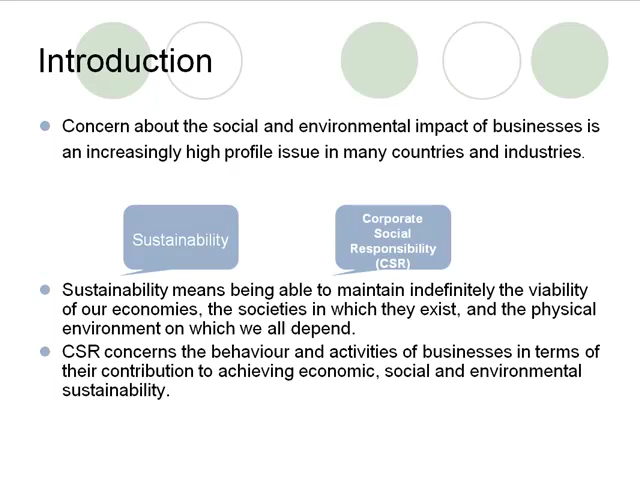 Introduction
Concern about the social and environmental impact of businesses is
an increasingly high profile issue in many countries and industries.
Sustainability
Corporate
Social
Responsibility
(CSR)
Sustainability means being able to maintain indefinitely the viability
of our economies, the societies in which they exist, and the physical
environment on which we all depend.
CSR concerns the behaviour and activities of businesses in terms of
their contribution to achieving economic, social and environmental
sustainability.